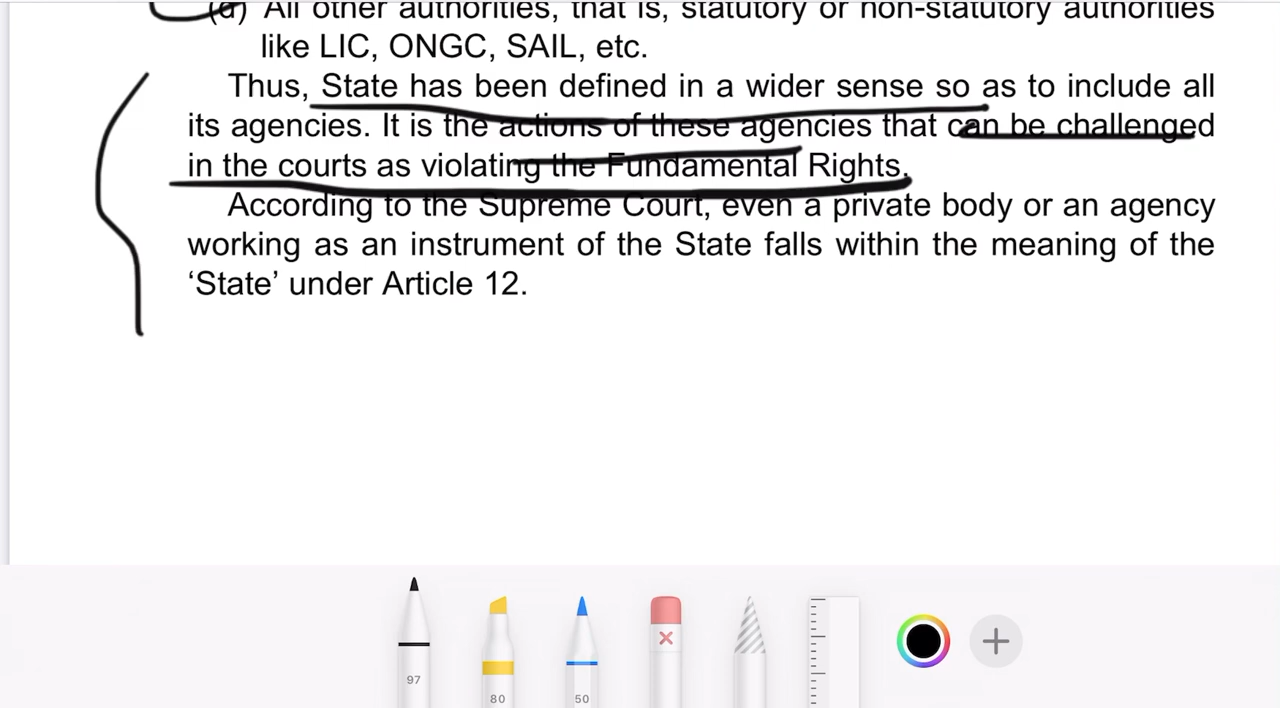 (d) All other authorities, that is, statutory or non-statutory authorities
like LIC, ONGC, SAIL, etc.
Thus, State has been defined in a wider sense so as to include all
its agencies. It is the actions of these agencies that can be challenged
in the courts as violating the Fundamental Rights.
According to the Supreme Court, even a private body or an agency
working as an instrument of the State falls within the meaning of the
‘State’ under Article 12.
97
80
50